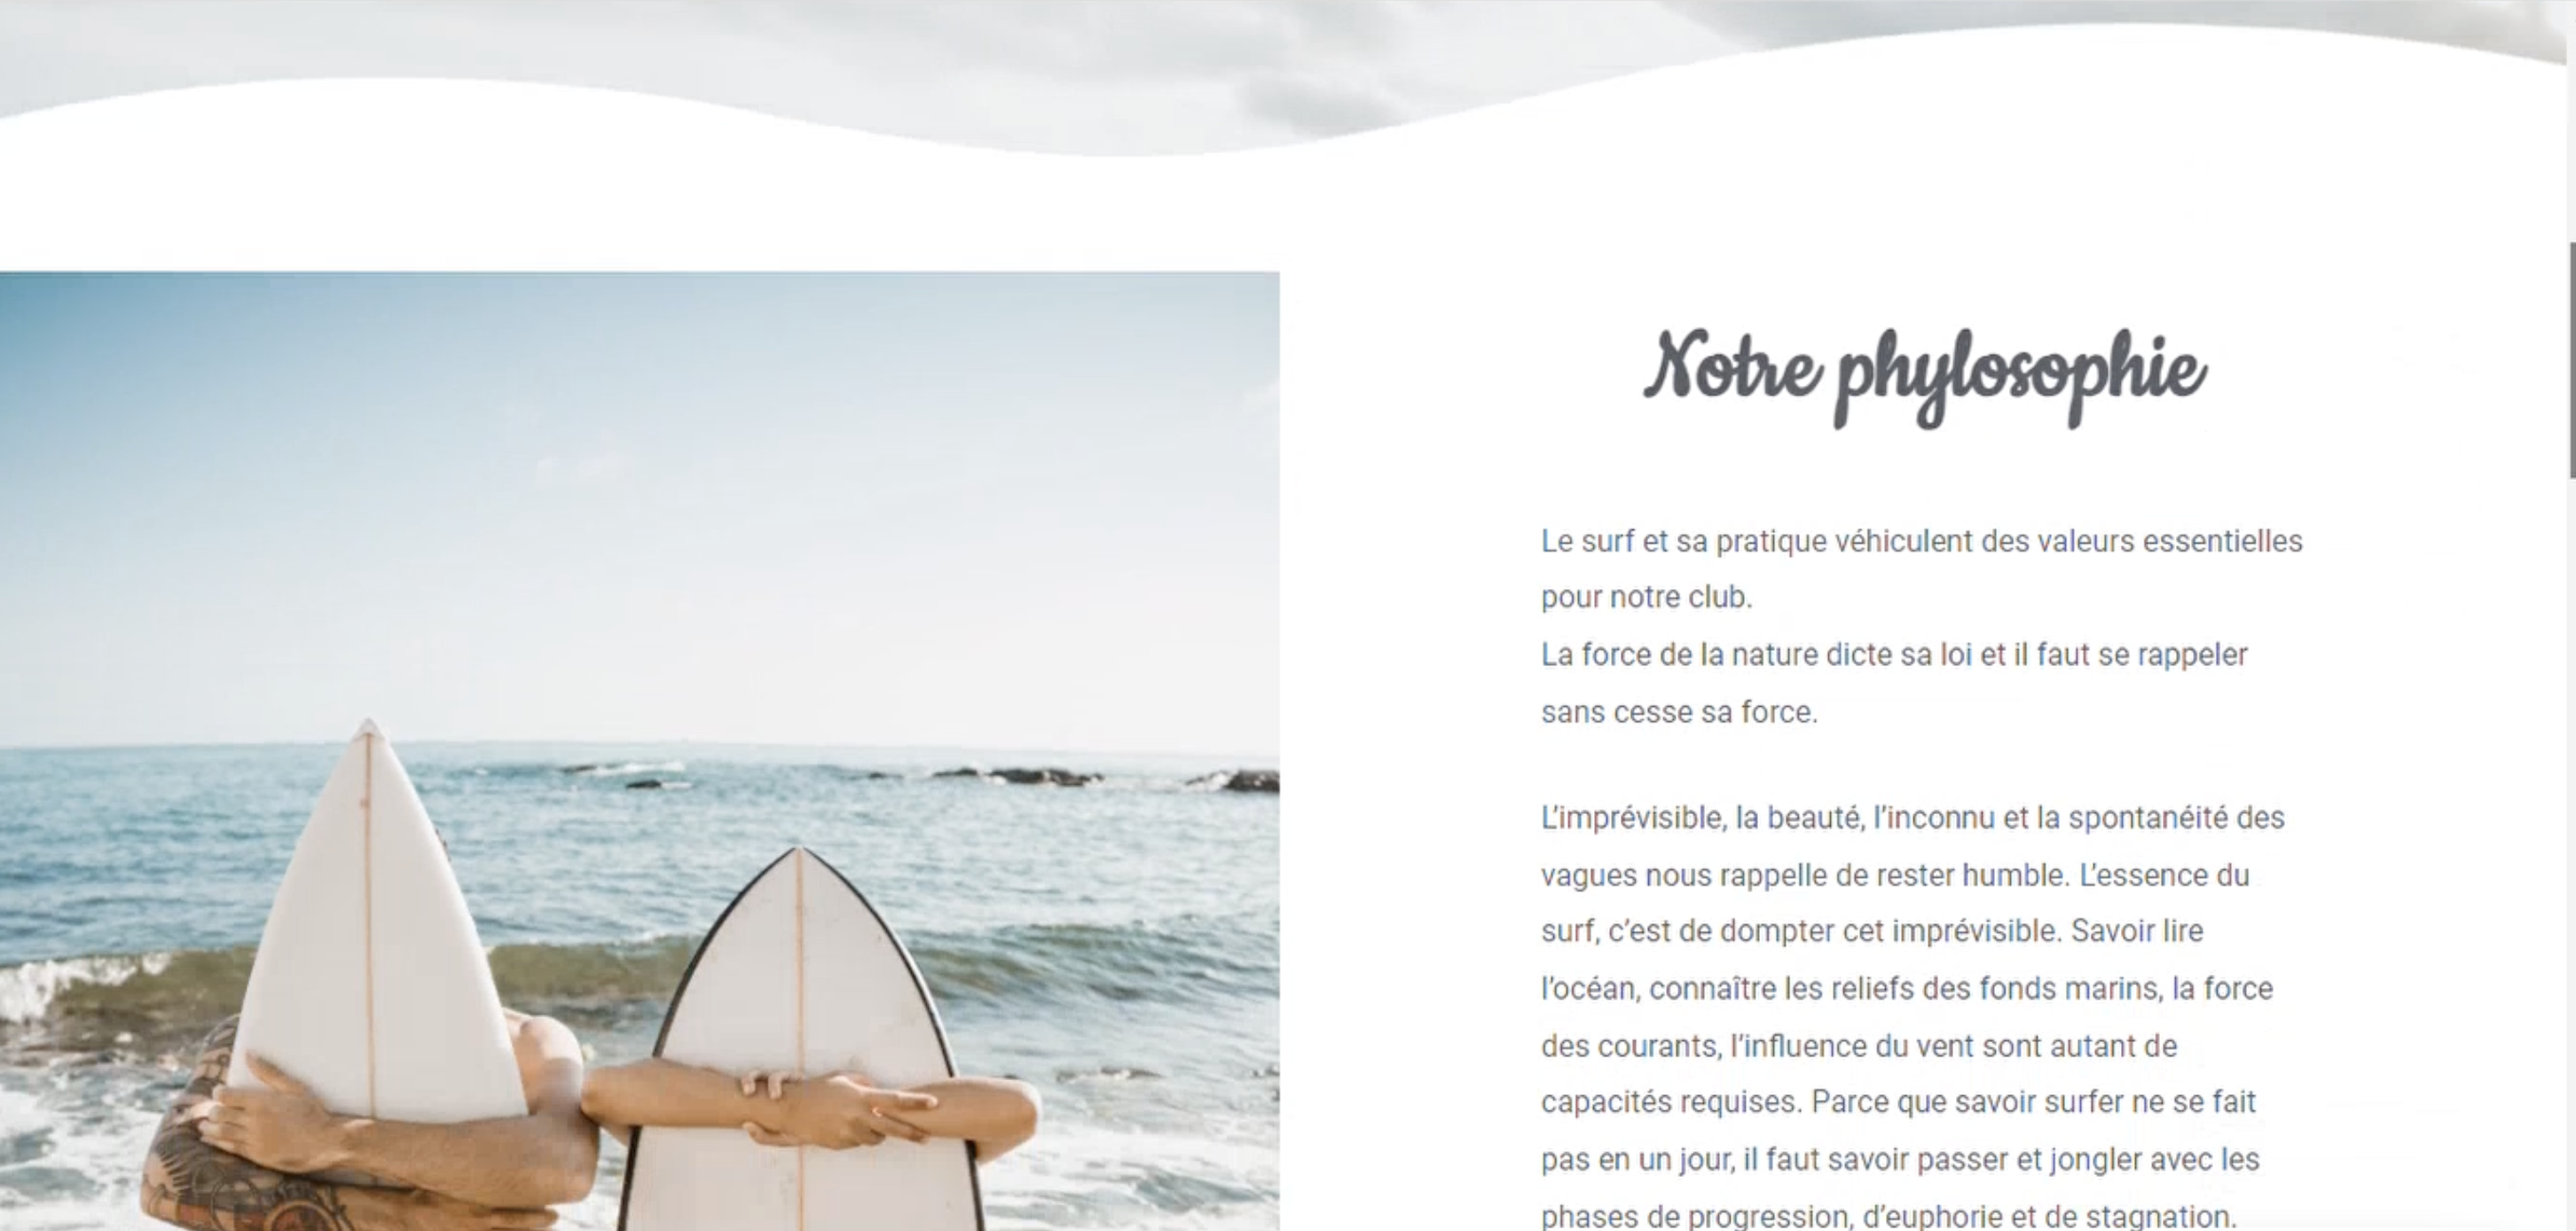 Notre phylosophie
Le surf et sa pratique véhiculent des valeurs essentielles
pour notre club.
La force de la nature dicte sa loi et il faut se rappeler
sans cesse sa force.
L’imprévisible, la beauté, l’inconnu et la spontanéité des
vagues nous rappelle de rester humble. L’essence du
surf, c’est de dompter cet imprévisible. Savoir lire
l’océan, connaître les reliefs des fonds marins, la force
des courants, l’influence du vent sont autant de
capacités requises. Parce que savoir surfer ne se fait
pas en un jour, il faut savoir passer et jongler avec les
phases de progression, d’euphorie et de stagnation.